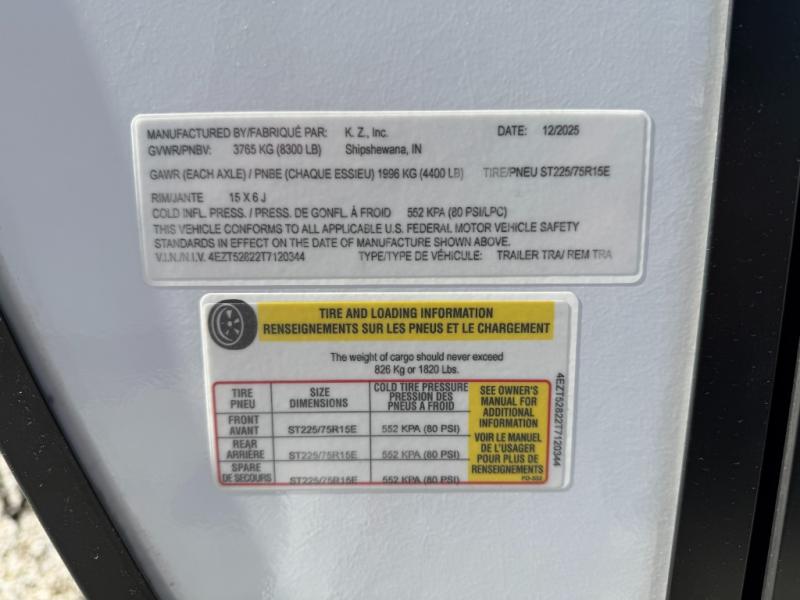 MANUFACTURED BY/FABRIQUÉ PAR: K. Z., Inc. DATE: 12/2025
GVWR/PNBV: 3765 KG (8300 LB) Shipshewana, IN
GAWR (EACH AXLE) / PNBE (CHAQUE ESSIEU) 1996 KG (4400 LB) TIRE/PNEU ST225/75R15E
RIM/JANTE 15 X 6 J
COLD INFL. PRESS. / PRESS. DE GONFL. À FROID 552 KPA (80 PSI/LPC)
THIS VEHICLE CONFORMS TO ALL APPLICABLE U.S. FEDERAL MOTOR VEHICLE SAFETY
STANDARDS IN EFFECT ON THE DATE OF MANUFACTURE SHOWN ABOVE.
V.I.N./N.I.V. 4EZT52822T7120344 TYPE/TYPE DE VÉHICULE: TRAILER TRA/ REM TRA
TIRE AND LOADING INFORMATION
RENSEIGNEMENTS SUR LES PNEUS ET LE CHARGEMENT
The weight of cargo should never exceed
826 Kg or 1820 Lbs.
TIRE
PNEU
SIZE
DIMENSIONS
COLD TIRE PRESSURE
PRESSION DES
PNEUS À FROID
FRONT
AVANT
ST225/75R15E 552 KPA (80 PSI)
REAR
ARRIÈRE
ST225/75R15E 552 KPA (80 PSI)
SPARE
DE SECOURS
ST225/75R15E 552 KPA (80 PSI)
SEE OWNER'S
MANUAL FOR
ADDITIONAL
INFORMATION
VOIR LE MANUEL
DE L'USAGER
POUR PLUS DE
RENSEIGNEMENTS
4EZT52822T7120344